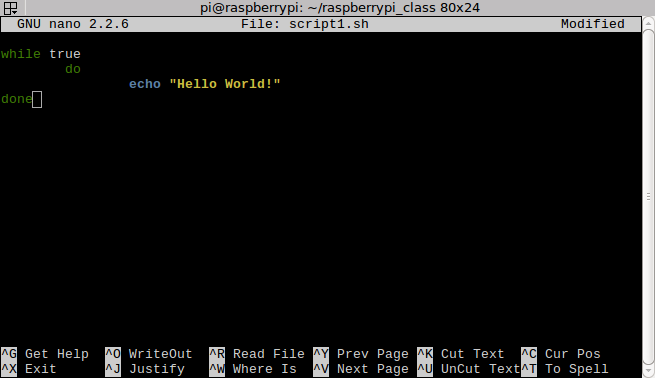 pi@raspberrypi: ~/raspberrypi_class 80x24
GNU nano 2.2.6 File: script1.sh Modified
while true
do
echo "Hello World!"
done
^G Get Help ^O WriteOut ^R Read File ^Y Prev Page ^K Cut Text ^C Cur Pos
^X Exit ^J Justify ^W Where Is ^V Next Page ^U UnCut Text ^T To Spell